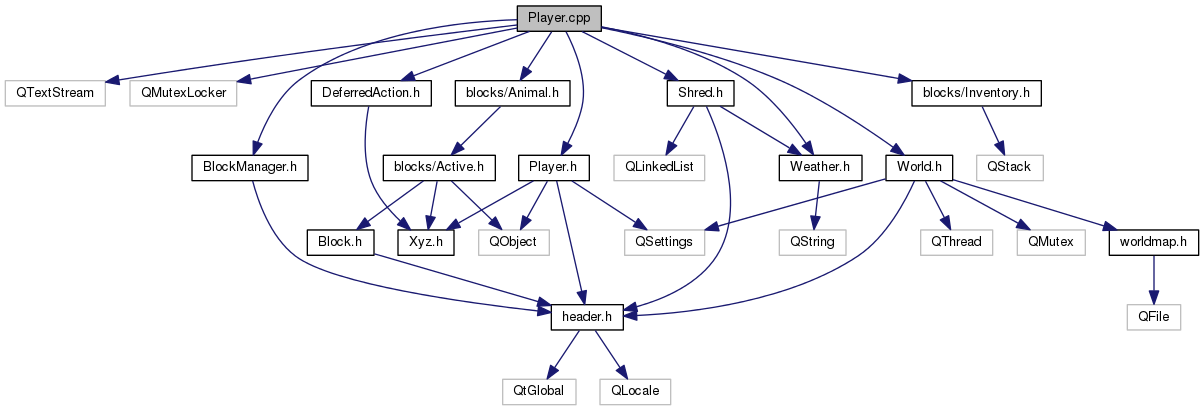 Player.cpp
QTextStream
QMutexLocker
DeferredAction.h
blocks/Animal.h
Shred.h
blocks/Inventory.h
BlockManager.h
blocks/Active.h
Player.h
QLinkedList
Weather.h
World.h
QStack
Block.h
Xyz.h
QObject
QSettings
QString
QThread
QMutex
worldmap.h
header.h
QFile
QtGlobal
QLocale